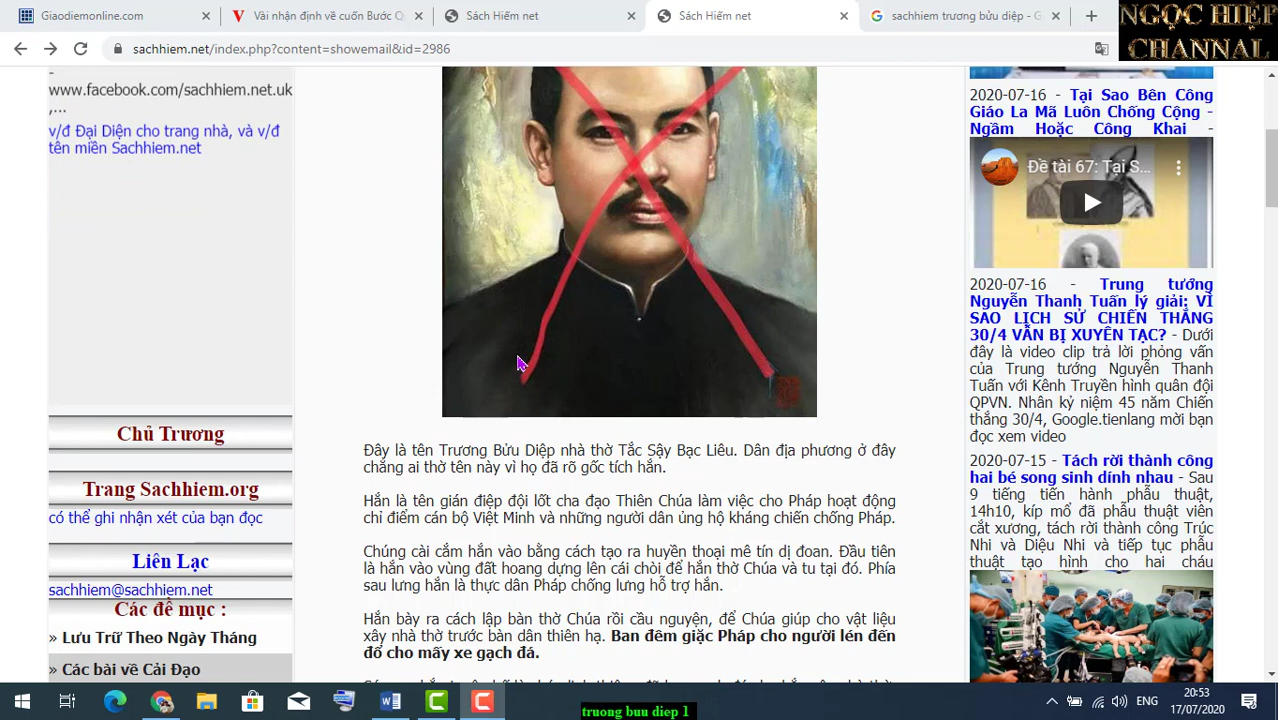 Giaodiemonline.com
Vài nhận định về cuốn Bước Q
Sách Hiếm net
Sách Hiếm net
sachhiem trương bửu diệp - G
NGỌC HIỆP
CHANNAL
sachhiem.net/index.php?content=showemail&id=2986
-
www.facebook.com/sachhiem.net.uk
,...
v/đ Đại Diện cho trang nhà, và v/đ
tên miền Sachhiem.net
Chủ Trương
Trang Sachhiem.org
có thể ghi nhận xét của bạn đọc
Liên Lạc
sachhiem@sachhiem.net
Các đề mục :
» Lưu Trữ Theo Ngày Tháng
» Các bài về Cải Đạo
Đây là tên Trương Bửu Diệp nhà thờ Tắc Sậy Bạc Liêu. Dân địa phương ở đây
chẳng ai thờ tên này vì họ đã rõ gốc tích hắn.
Hắn là tên gián điệp đội lốt cha đạo Thiên Chúa làm việc cho Pháp hoạt động
chỉ điểm cán bộ Việt Minh và những người dân ủng hộ kháng chiến chống Pháp.
Chúng cài cắm hắn vào bằng cách tạo ra huyền thoại mê tín dị đoan. Đầu tiên
là hắn vào vùng đất hoang dựng lên cái chòi để hắn thờ Chúa và tu tại đó. Phía
sau lưng hắn là thực dân Pháp chống lưng hỗ trợ hắn.
Hắn bày ra cách lập bàn thờ Chúa rồi cầu nguyện, để Chúa giúp cho vật liệu
xây nhà thờ trước bàn dân thiên hạ. Ban đêm giặc Pháp cho người lén đến
đổ cho mấy xe gạch đá.
2020-07-16 - Tại Sao Bên Công
Giáo La Mã Luôn Chống Cộng -
Ngầm Hoặc Công Khai -
Đề tài 67: Tại S...
2020-07-16 - Trung tướng
Nguyễn Thanh Tuấn lý giải: VÌ
SAO LỊCH SỬ CHIẾN THẮNG
30/4 VẪN BỊ XUYÊN TẠC? - Dưới
đây là video clip trả lời phỏng vấn
của Trung tướng Nguyễn Thanh
Tuấn với Kênh Truyền hình quân đội
QPVN. Nhân kỷ niệm 45 năm Chiến
thắng 30/4, Google.tienlang mời bạn
đọc xem video
2020-07-15 - Tách rời thành công
hai bé song sinh dính nhau - Sau
9 tiếng tiến hành phẫu thuật,
14h10, kíp mổ đã phẫu thuật viên
cắt xương, tách rời thành công Trúc
Nhi và Diệu Nhi và tiếp tục phẫu
thuật tạo hình cho hai cháu
ENG
20:53
17/07/2020
truong buu diep 1